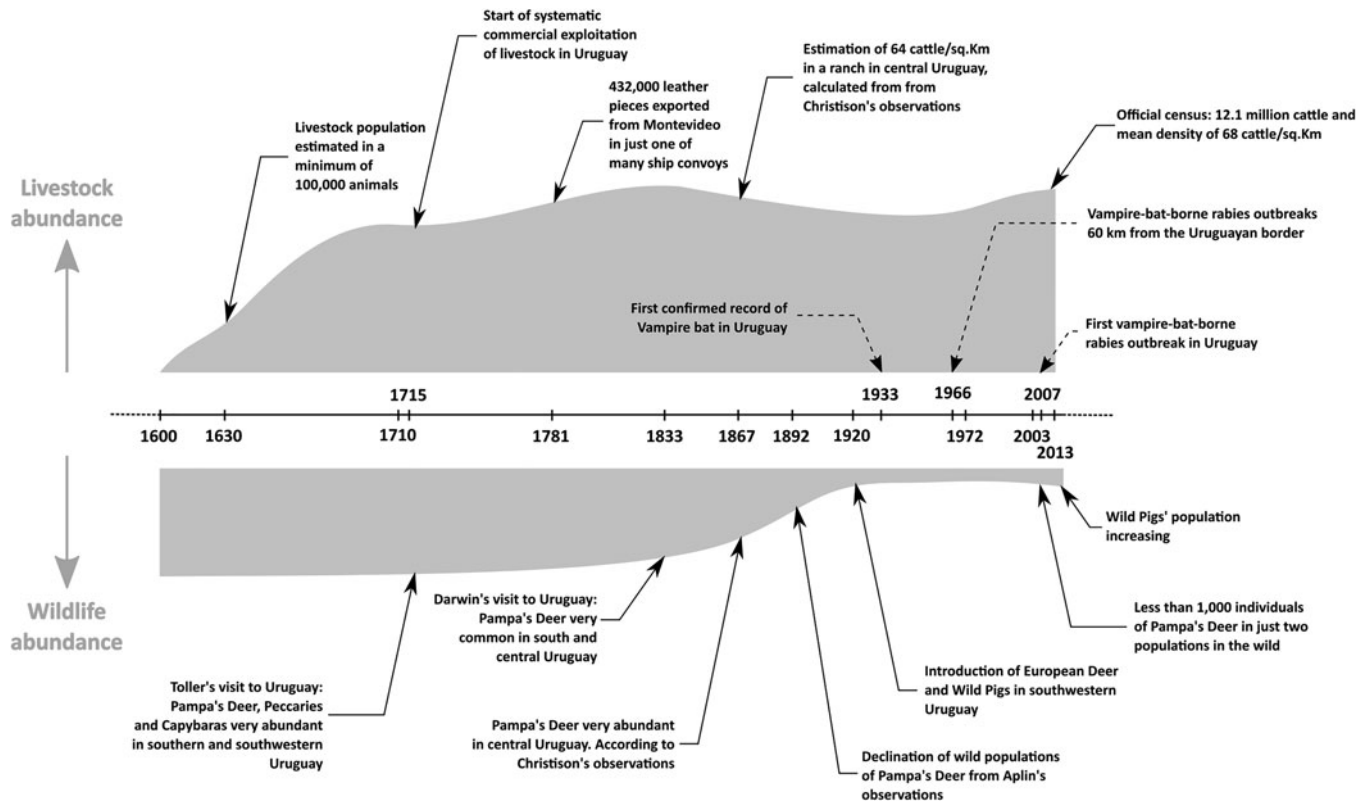 Start of systematic
commercial exploitation
of livestock in Uruguay
Estimation of 64 cattle/sq.Km
in a ranch in central Uruguay,
calculated from from
Christison's observations
432,000 leather
pieces exported
from Montevideo
in just one of
many ship convoys
Official census: 12.1 million cattle and
mean density of 68 cattle/sq.Km
Livestock population
estimated in a
minimum of
100,000 animals
Livestock
abundance
Vampire-bat-borne rabies outbreaks
60 km from the Uruguayan border
First confirmed record of
Vampire bat in Uruguay
First vampire-bat-borne
rabies outbreak in Uruguay
1715 1933 1966 2007
1600 1630 1710 1781 1833 1867 1892 1920 1972 2003
2013
Wild Pigs' population
increasing
Wildlife
abundance
Darwin's visit to Uruguay:
Pampa's Deer very
common in south and
central Uruguay
Less than 1,000 individuals
of Pampa's Deer in just two
populations in the wild
Introduction of European Deer
and Wild Pigs in southwestern
Uruguay
Toller's visit to Uruguay:
Pampa's Deer, Peccaries
and Capybaras very abundant
in southern and southwestern
Uruguay
Pampa's Deer very abundant
in central Uruguay. According to
Christison's observations
Declination of wild populations
of Pampa's Deer from Aplin's
observations